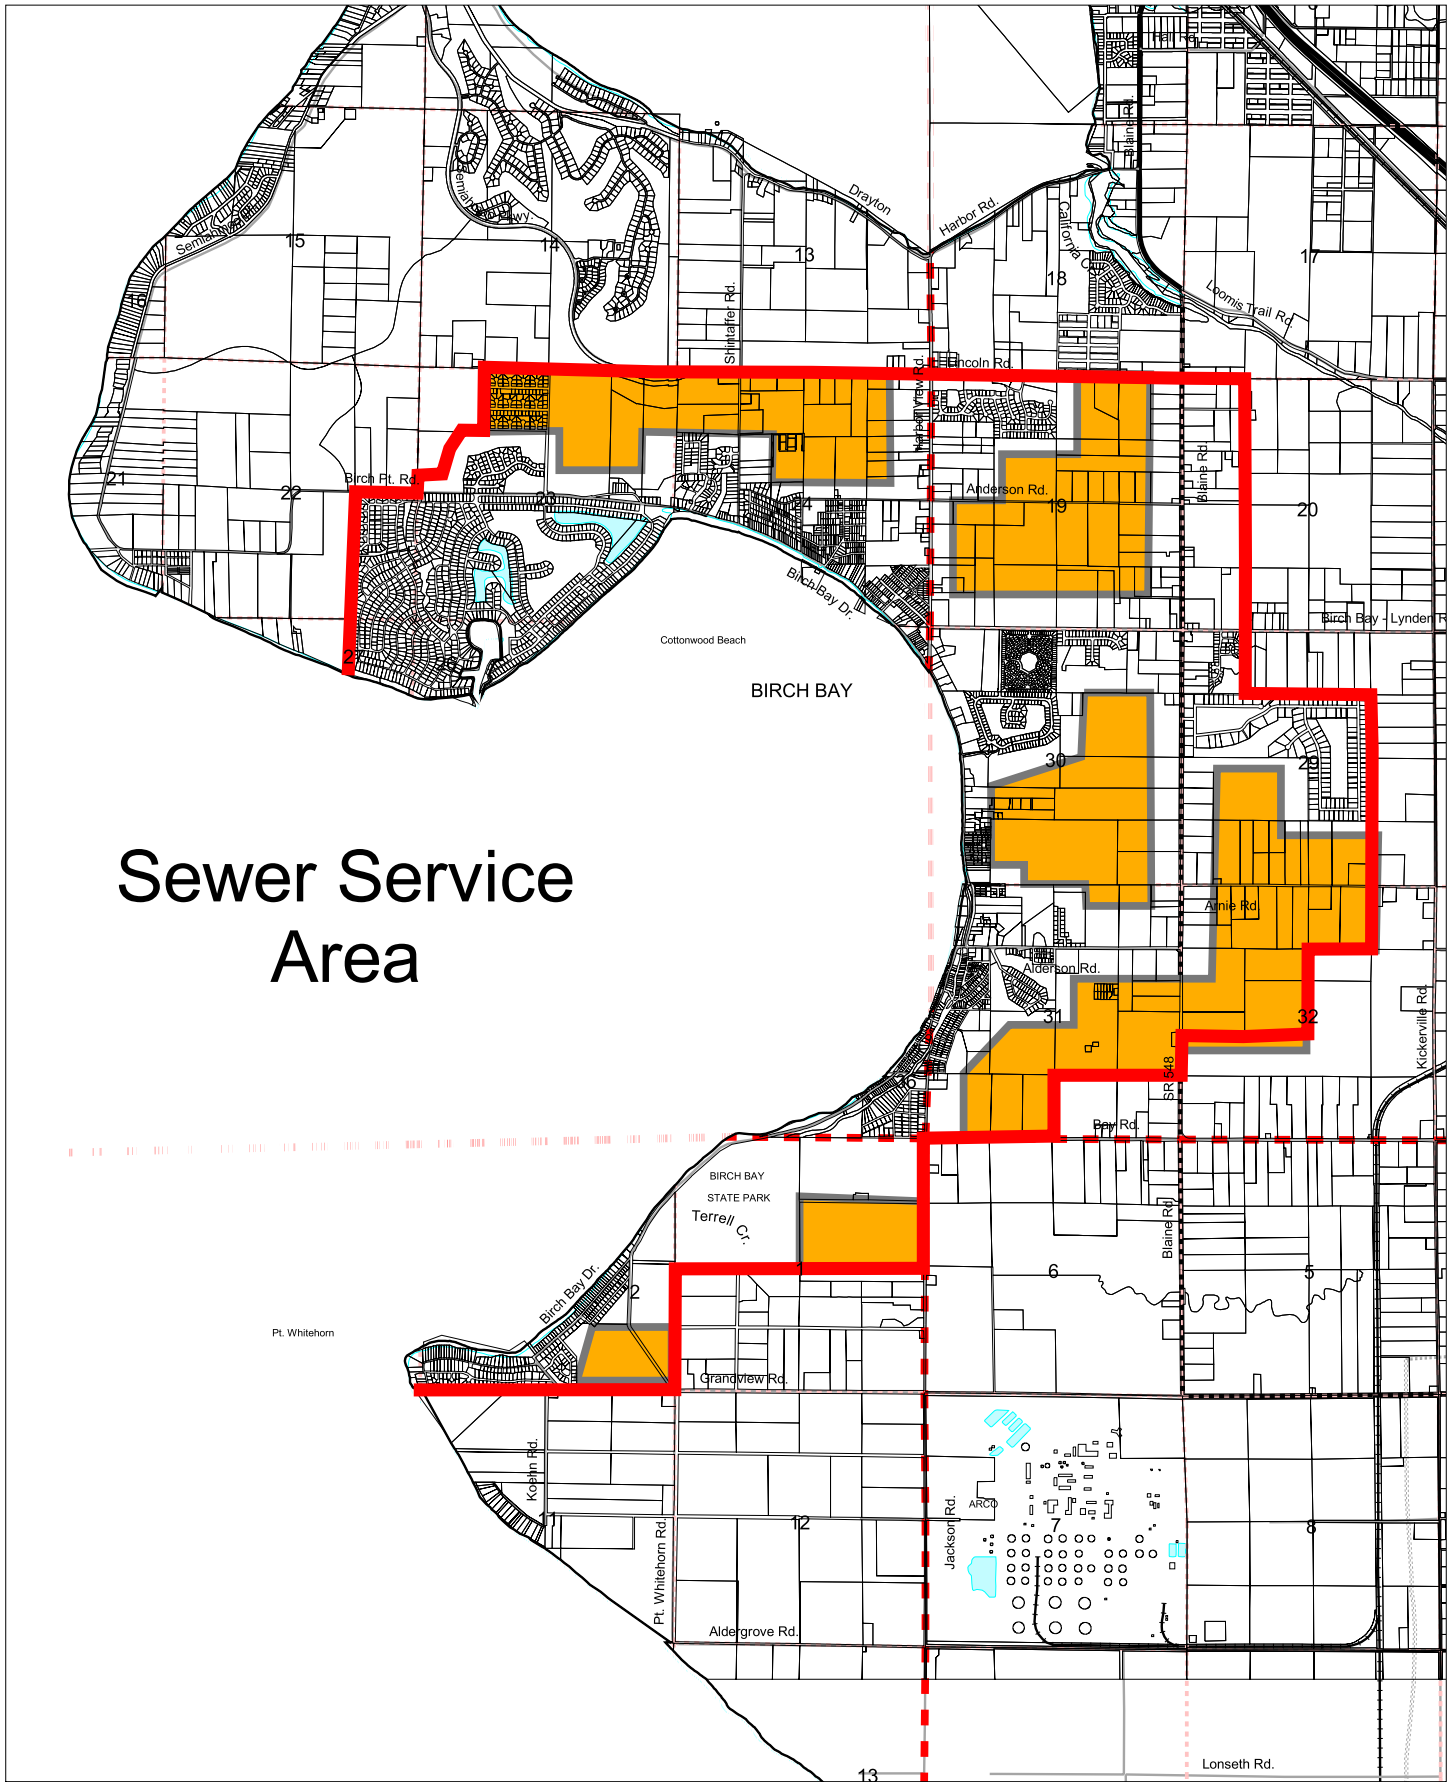 Hall Rd.
Blaine Rd.
Drayton
Harbor Rd.
California Cr.
Semiahmoo Pkwy.
15
14
13
18
17
16
Loomis Trail Rd.
Shintaffer Rd.
Lincoln Rd.
Harbor View Rd.
Blaine Rd.
Birch Pt. Rd.
21
22
23
24
Anderson Rd.
19
20
Birch Bay Dr.
Birch Bay - Lynden R
Cottonwood Beach
27
26
BIRCH BAY
30
29
Sewer Service
Area
Arnie Rd.
Alderson Rd.
31
32
Kickerville Rd.
36
SR 548
Bay Rd.
BIRCH BAY
STATE PARK
Terrell Cr.
Blaine Rd.
1
6
5
2
Birch Bay Dr.
Pt. Whitehorn
Grandview Rd.
Koehn Rd.
ARCO
Jackson Rd.
11
12
7
8
Pt. Whitehorn Rd.
Aldergrove Rd.
Lonseth Rd.
13